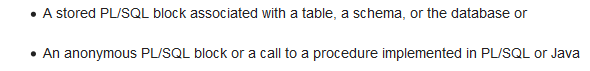 • A stored PL/SQL block associated with a table, a schema, or the database or
• An anonymous PL/SQL block or a call to a procedure implemented in PL/SQL or Java